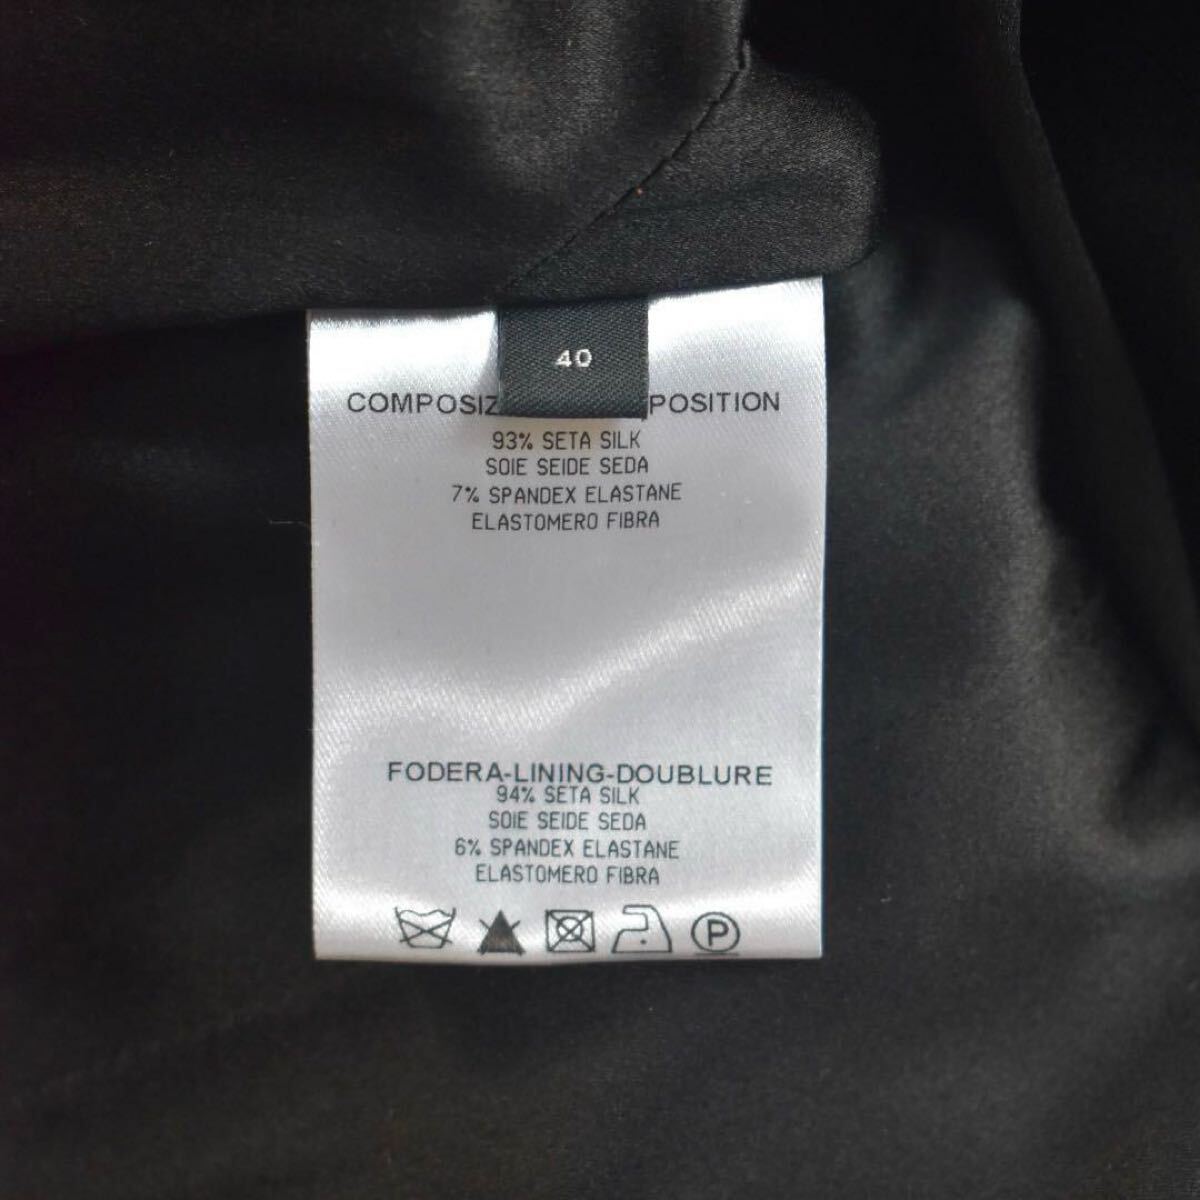 40
COMPOSIZ POSITION
93% SETA SILK
SOIE SEIDE SEDA
7% SPANDEX ELASTANE
ELASTOMERO FIBRA
FODERA-LINING-DOUBLURE
94% SETA SILK
SOIE SEIDE SEDA
6% SPANDEX ELASTANE
ELASTOMERO FIBRA
P